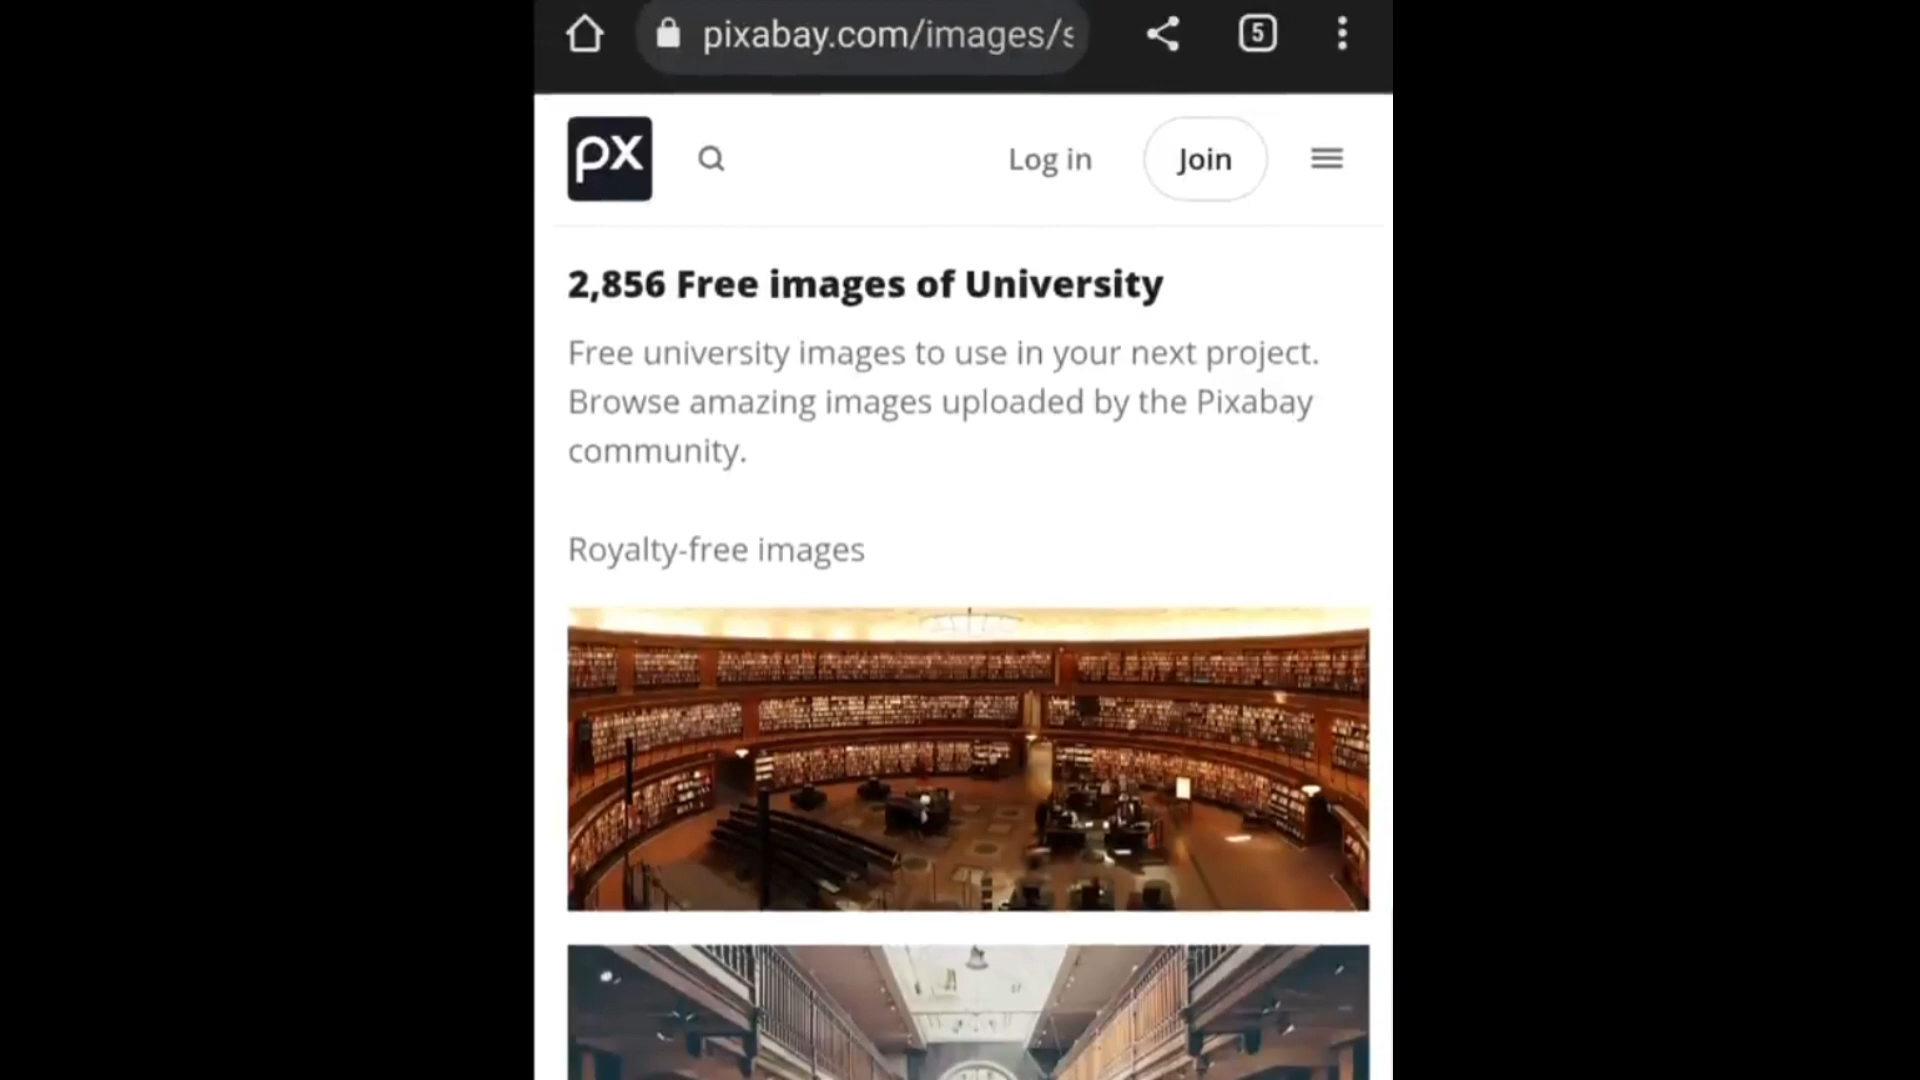 pixabay.com/images/s
5
px
Log in
Join
2,856 Free images of University
Free university images to use in your next project.
Browse amazing images uploaded by the Pixabay
community.
Royalty-free images